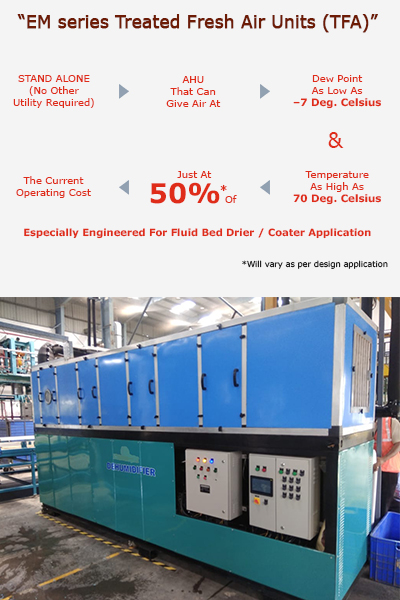 “EM series Treated Fresh Air Units (TFA)”
STAND ALONE
(No Other
Utility Required)
AHU
That Can
Give Air At
Dew Point
As Low As
–7 Deg. Celsius
&
Temperature
As High As
70 Deg. Celsius
Just At
50%*
Of
The Current
Operating Cost
Especially Engineered For Fluid Bed Drier / Coater Application
*Will vary as per design application
DEHUMIDIFIER